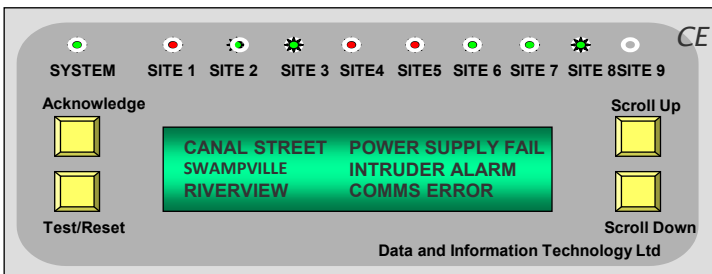 CE
SYSTEM SITE 1 SITE 2 SITE 3 SITE4 SITE5 SITE 6 SITE 7 SITE 8SITE 9
Acknowledge
Scroll Up
CANAL STREET POWER SUPPLY FAIL
SWAMPVILLE INTRUDER ALARM
RIVERVIEW COMMS ERROR
Test/Reset
Scroll Down
Data and Information Technology Ltd